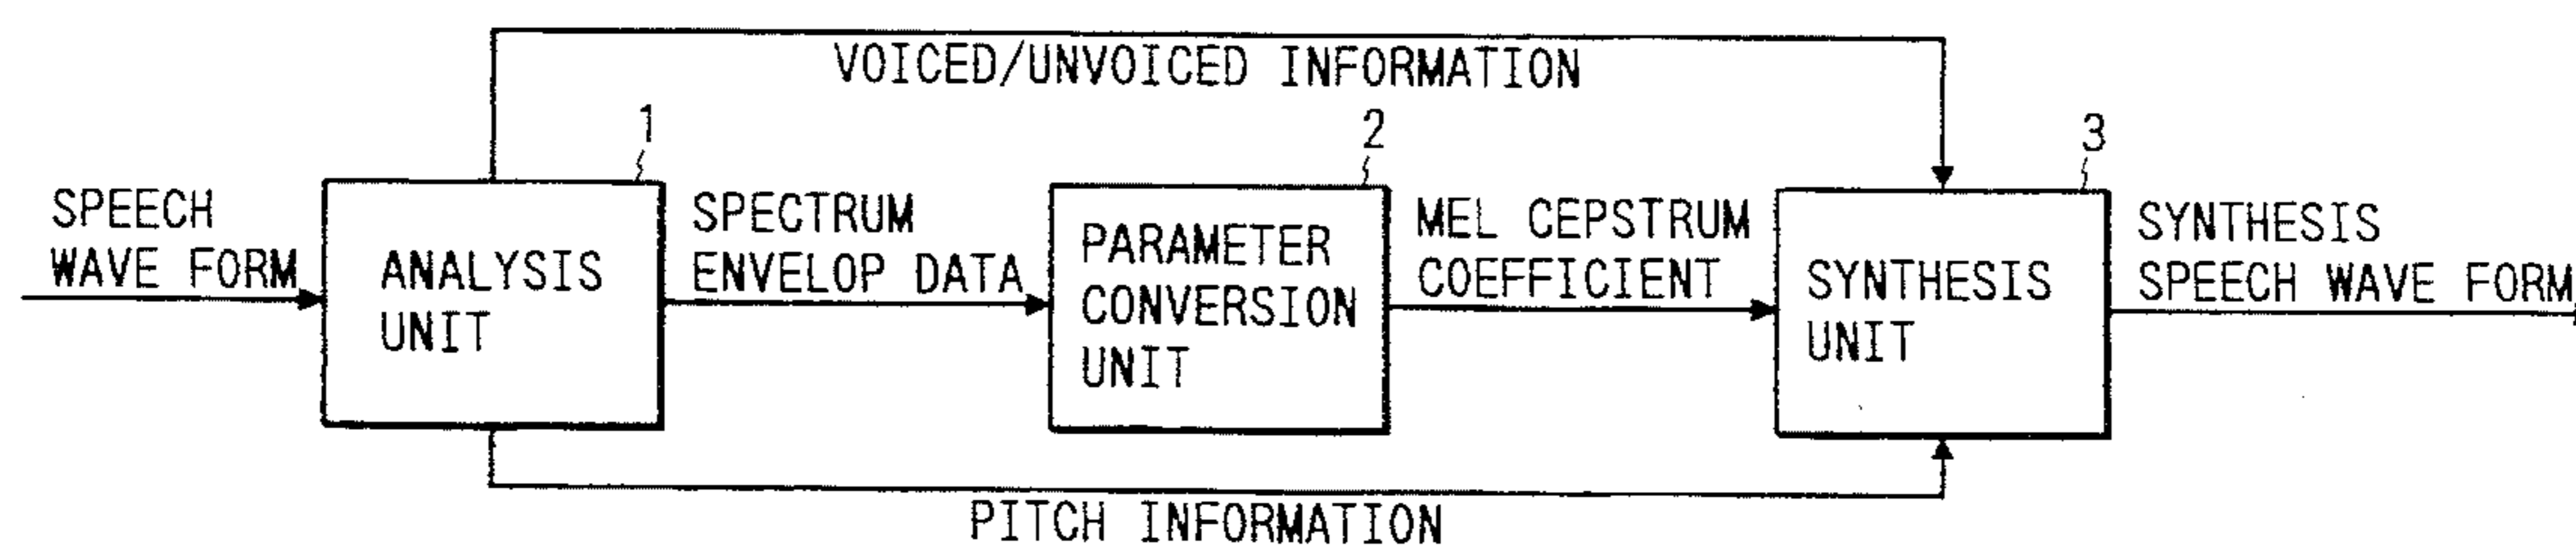 VOICED/UNVOICED INFORMATION
1
2
3
SPEECH
WAVE FORM
ANALYSIS
UNIT
SPECTRUM
ENVELOP DATA
PARAMETER
CONVERSION
UNIT
MEL CEPSTRUM
COEFFICIENT
SYNTHESIS
UNIT
SYNTHESIS
SPEECH WAVE FORM
PITCH INFORMATION